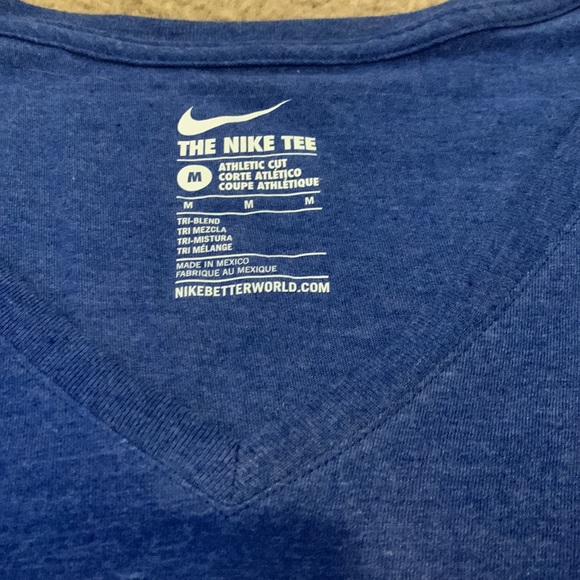 THE NIKE TEE
M
ATHLETIC CUT
CORTE ATLÉTICO
COUPE ATHLÉTIQUE
M M M
TRI-BLEND
TRI MEZCLA
TRI-MISTURA
TRI MÉLANGE
MADE IN MEXICO
FABRIQUE AU MEXIQUE
NIKEBETTERWORLD.COM